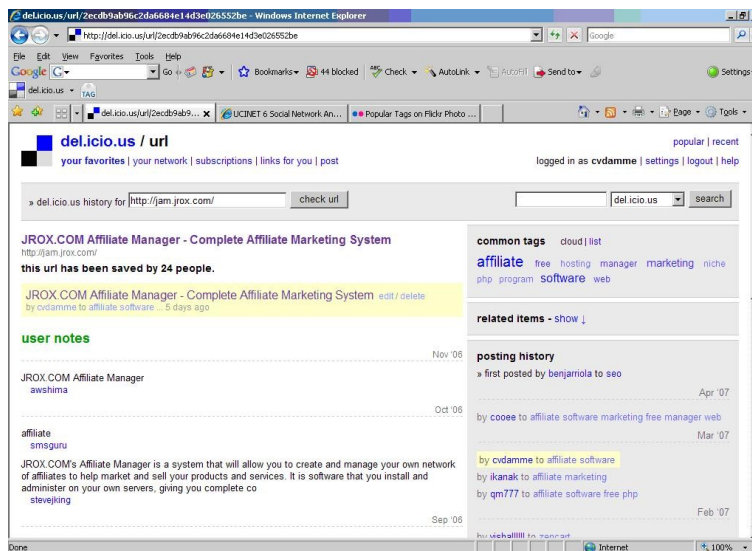 del.icio.us/url/2ecdb9ab96c2da6684e14d3e026552be - Windows Internet Explorer
http://del.icio.us/url/2ecdb9ab96c2da6684e14d3e026552be
Google
File Edit View Favorites Tools Help
Google G Go Bookmarks 44 blocked Check AutoLink AutoFill Send to Settings
del.icio.us TAG
del.icio.us/url/2ecdb9ab9... UCINET 6 Social Network An... Popular Tags on Flickr Photo ... Page Tools
del.icio.us / url
popular | recent
your favorites | your network | subscriptions | links for you | post
logged in as cvdamme | settings | logout | help
» del.icio.us history for http://jam.jrox.com/ check url
del.icio.us search
JROX.COM Affiliate Manager - Complete Affiliate Marketing System
http://jam.jrox.com/
this url has been saved by 24 people.
JROX.COM Affiliate Manager - Complete Affiliate Marketing System edit / delete
by cvdamme to affiliate software ... 5 days ago
user notes
Nov '06
JROX.COM Affiliate Manager
awshima
Oct '06
affiliate
smsguru
JROX.COM's Affiliate Manager is a system that will allow you to create and manage your own network
of affiliates to help market and sell your products and services. It is software that you install and
administer on your own servers, giving you complete co
stevejking
Sep '06
common tags cloud | list
affiliate free hosting manager marketing niche
php program software web
related items - show ↓
posting history
» first posted by benjarriola to seo
Apr '07
by cooee to affiliate software marketing free manager web
Mar '07
by cvdamme to affiliate software
by ikanak to affiliate marketing
by qm777 to affiliate software free php
Feb '07
to zencart
Done
Internet
100%